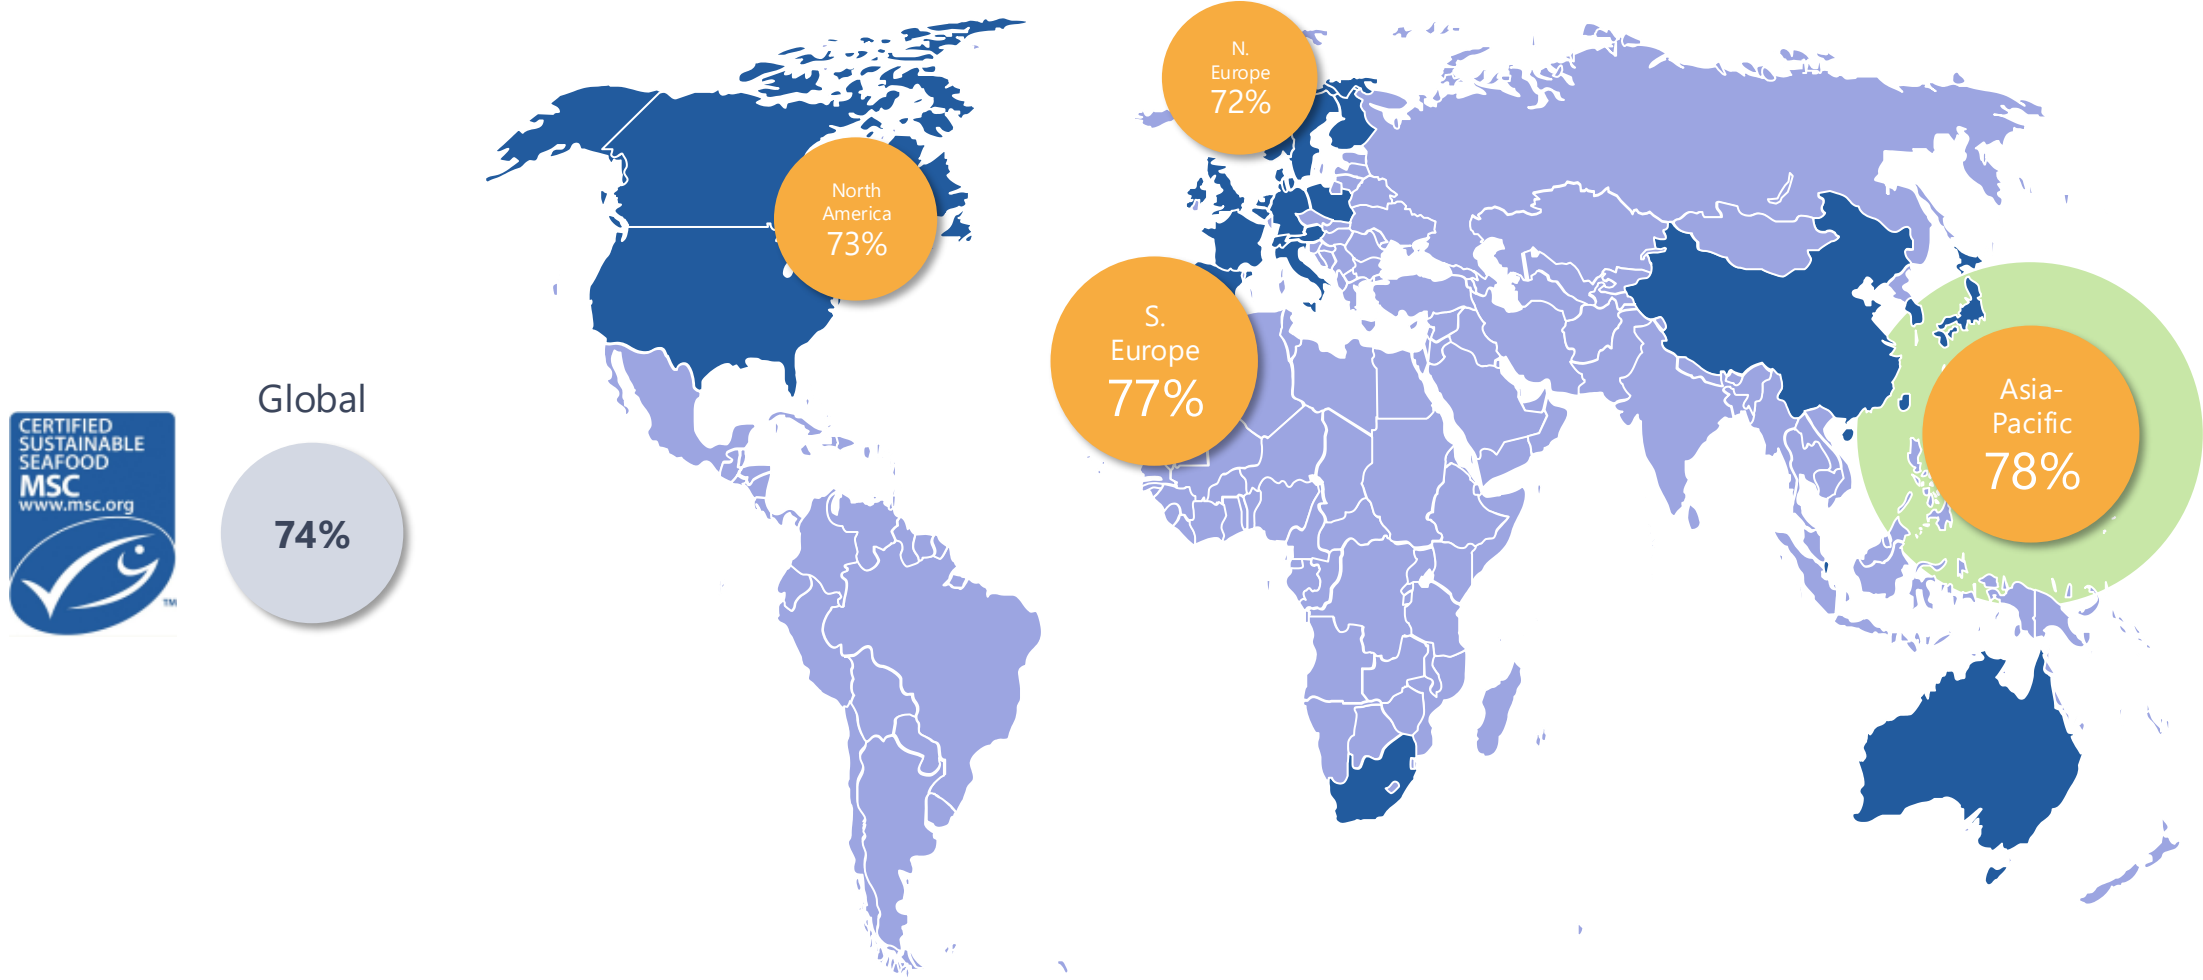 CERTIFIED
SUSTAINABLE
SEAFOOD
MSC
www.msc.org
TM
Global
74%
North
America
73%
N.
Europe
72%
S.
Europe
77%
Asia-
Pacific
78%